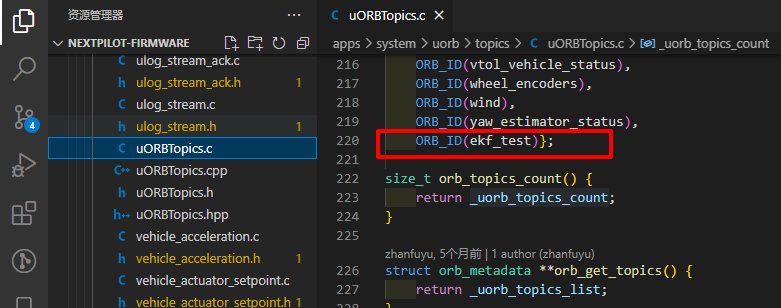 资源管理器
NEXTPILOT-FIRMWARE
ulog_stream_ack.c
ulog_stream_ack.h 1
ulog_stream.c
ulog_stream.h 1
uORBTopics.c
uORBTopics.cpp
uORBTopics.h
uORBTopics.hpp
vehicle_acceleration.c
vehicle_acceleration.h 1
vehicle_actuator_setpoint.c
vehicle_actuator_setpoint.h 1
4
uORBTopics.c
apps > system > uorb > topics > uORBTopics.c > _uorb_topics_count
216 ORB_ID(vtol_vehicle_status),
217 ORB_ID(wheel_encoders),
218 ORB_ID(wind),
219 ORB_ID(yaw_estimator_status),
220 ORB_ID(ekf_test)};
221
222 size_t orb_topics_count() {
223 return _uorb_topics_count;
224 }
225
zhanfuyu, 5个月前 | 1 author (zhanfuyu)
226 struct orb_metadata **orb_get_topics() {
227 return _uorb_topics_list;
228 }